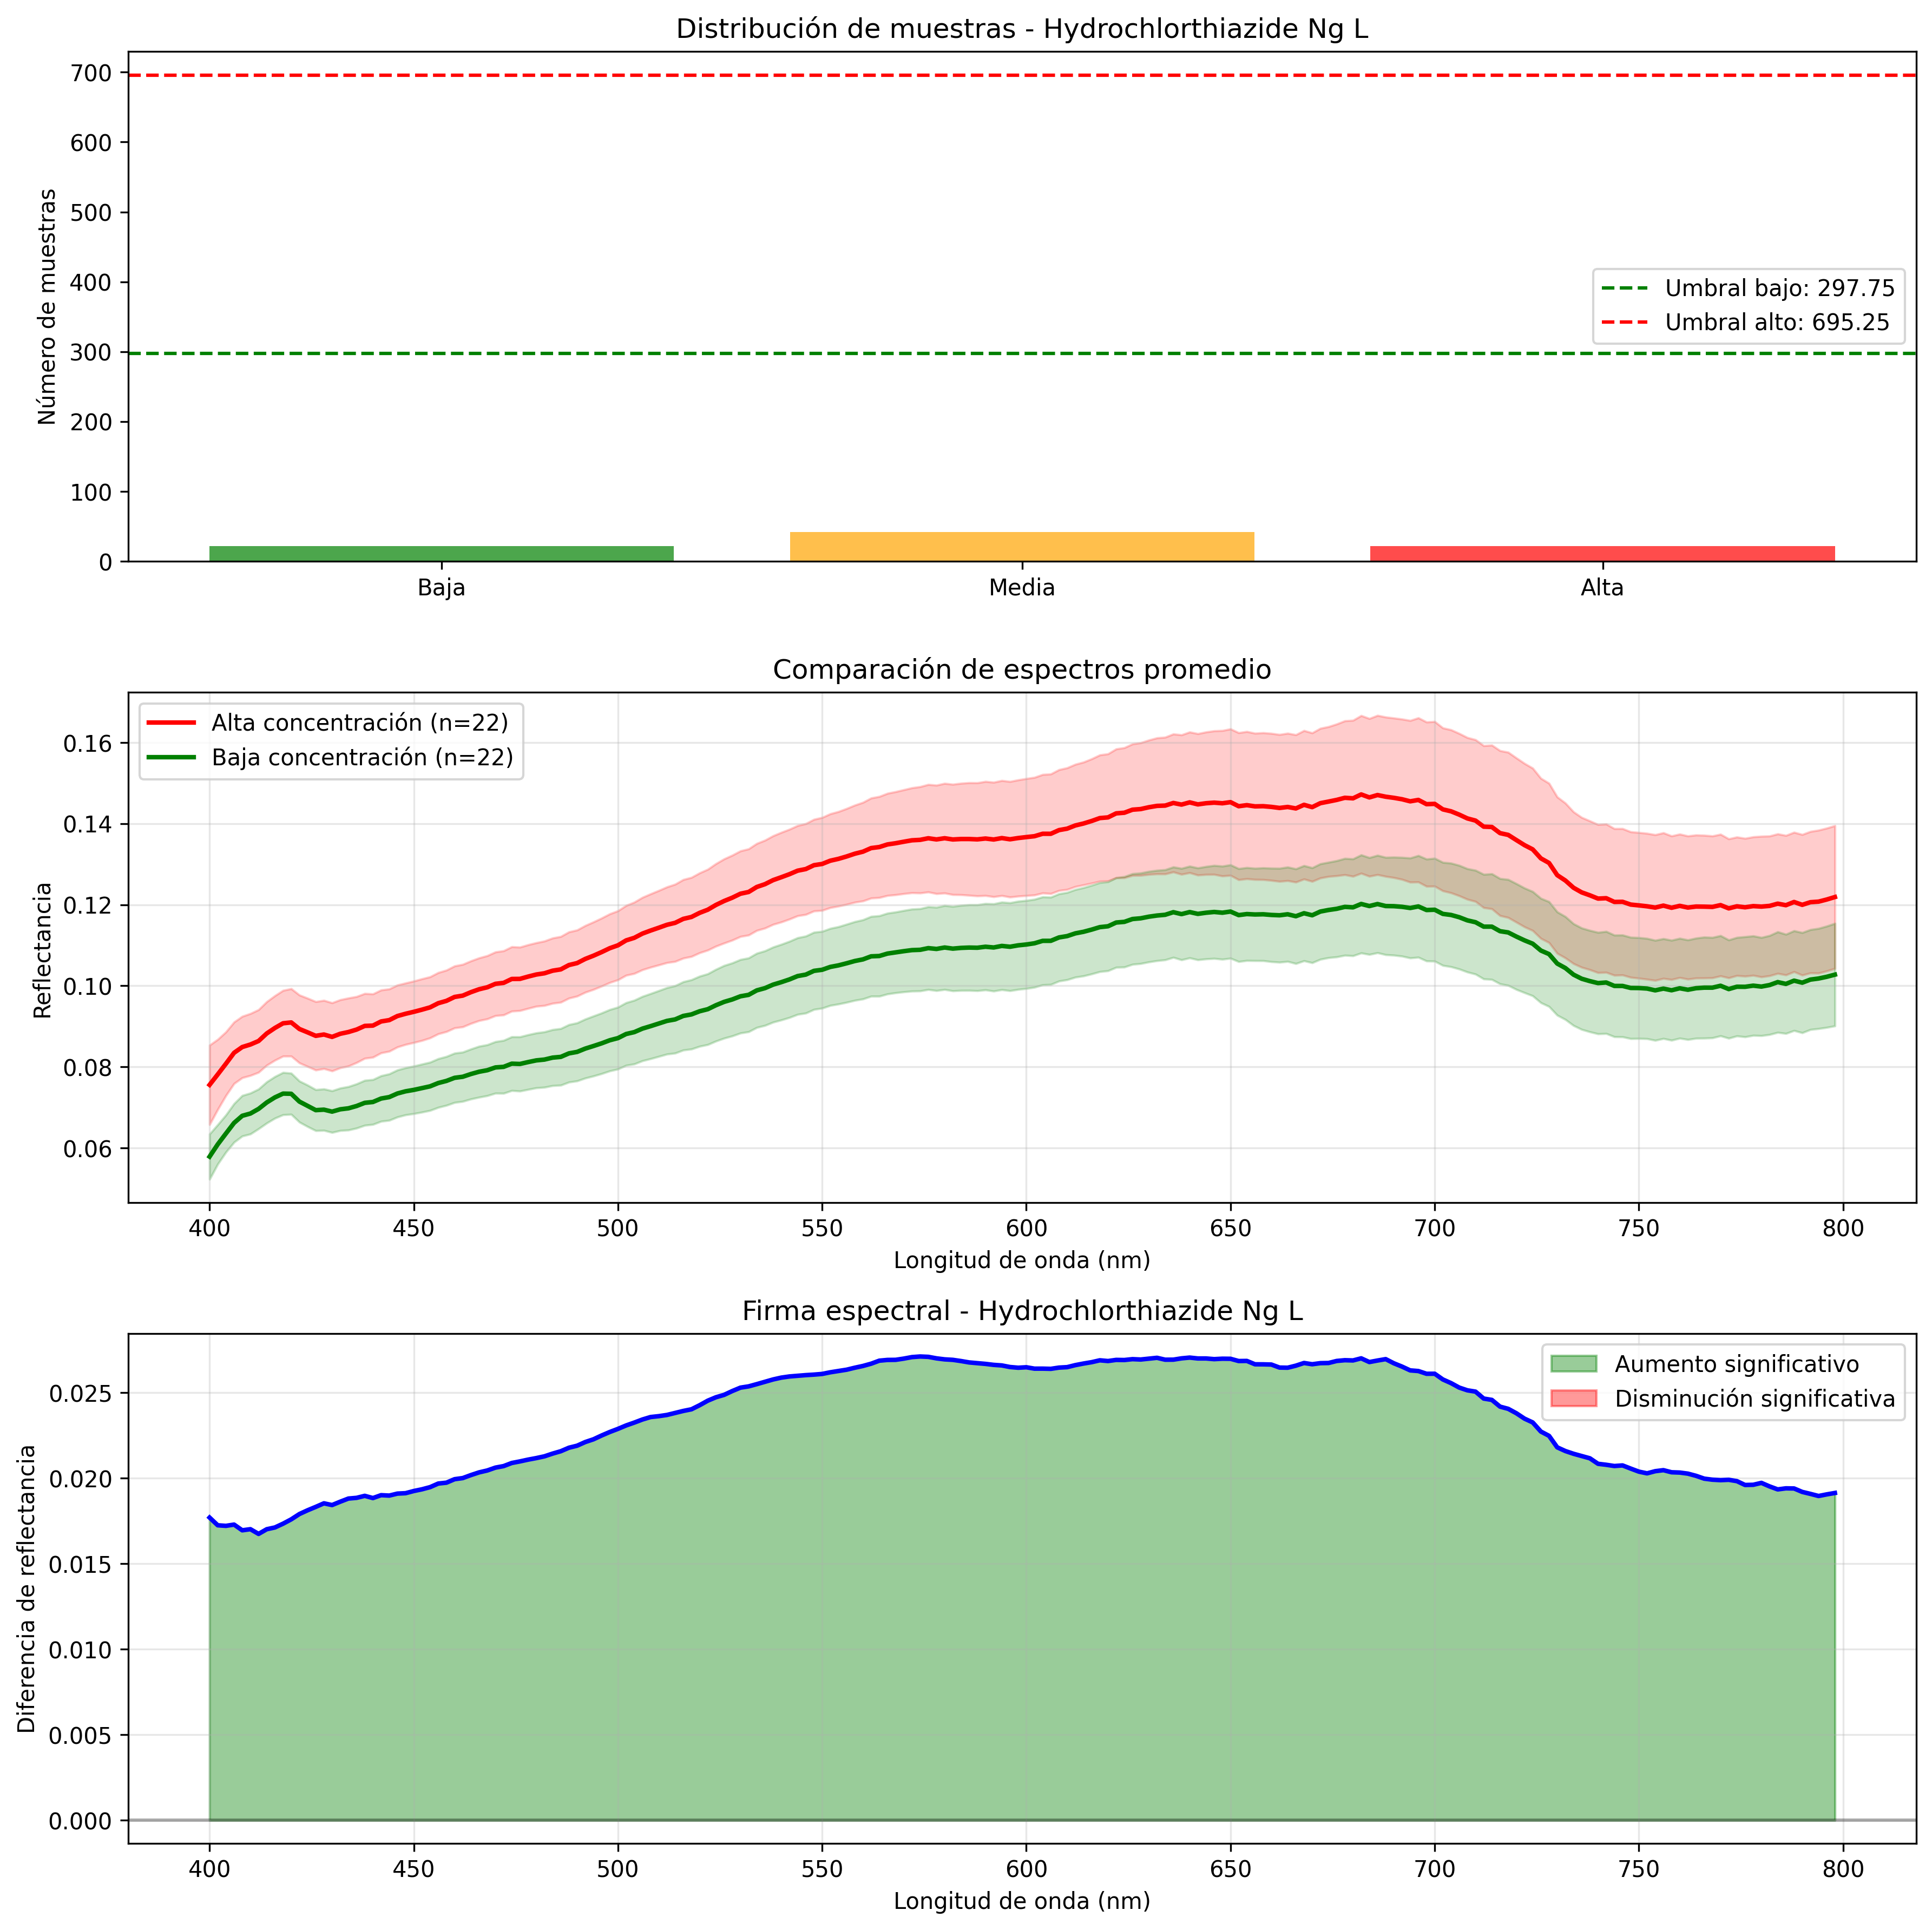 Distribución de muestras - Hydrochlorthiazide Ng L
Número de muestras
700
600
500
400
300
200
100
0
Umbral bajo: 297.75
Umbral alto: 695.25
Baja Media Alta
Comparación de espectros promedio
Reflectancia
Alta concentración (n=22)
Baja concentración (n=22)
0.16
0.14
0.12
0.10
0.08
0.06
400 450 500 550 600 650 700 750 800
Longitud de onda (nm)
Firma espectral - Hydrochlorthiazide Ng L
Diferencia de reflectancia
Aumento significativo
Disminución significativa
0.025
0.020
0.015
0.010
0.005
0.000
400 450 500 550 600 650 700 750 800
Longitud de onda (nm)